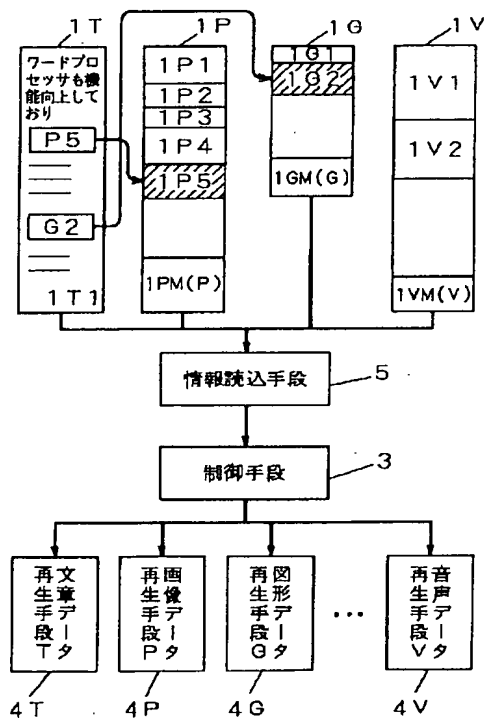 1T
1P
1G
1V
ワードプロ
セッサも機
能向上して
おり
P5
G2
1T1
1P1
1P2
1P3
1P4
1P5
1PM(P)
1G1
1G2
1GM(G)
1V1
1V2
1VM(V)
情報読込手段
5
制御手段
3
文章データ
再生手段T
画像データ
再生手段P
図形データ
再生手段G
...
音声データ
再生手段V
4T
4P
4G
4V